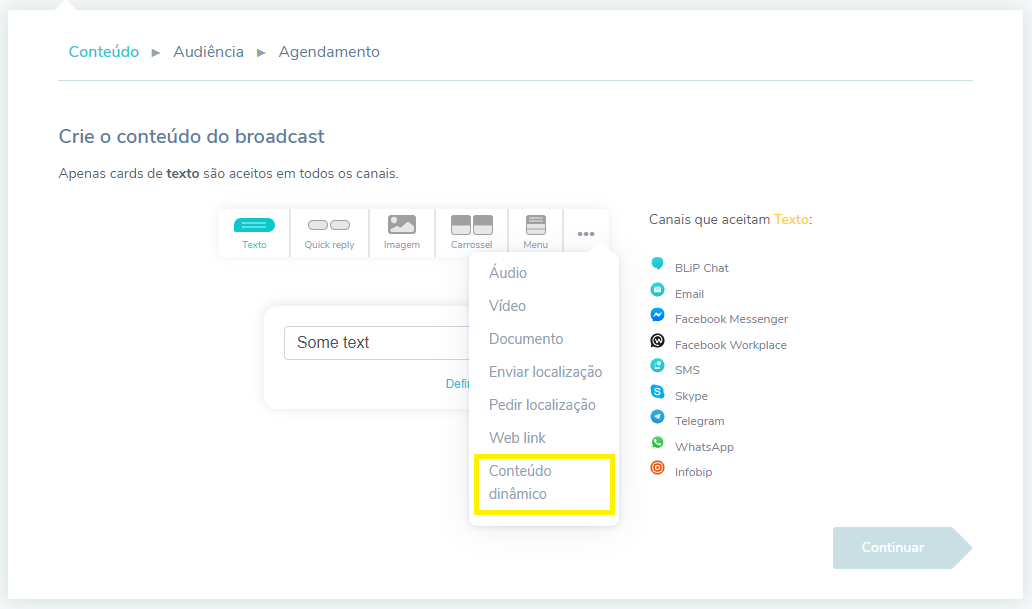 Conteúdo ▶ Audiência ▶ Agendamento
Crie o conteúdo do broadcast
Apenas cards de texto são aceitos em todos os canais.
Texto
Quick reply
Imagem
Carrossel
Menu
Áudio
Vídeo
Documento
Enviar localização
Pedir localização
Web link
Conteúdo
dinâmico
Some text
Defi
Canais que aceitam Texto:
BLiP Chat
Email
Facebook Messenger
Facebook Workplace
SMS
Skype
Telegram
WhatsApp
Infobip
Continuar